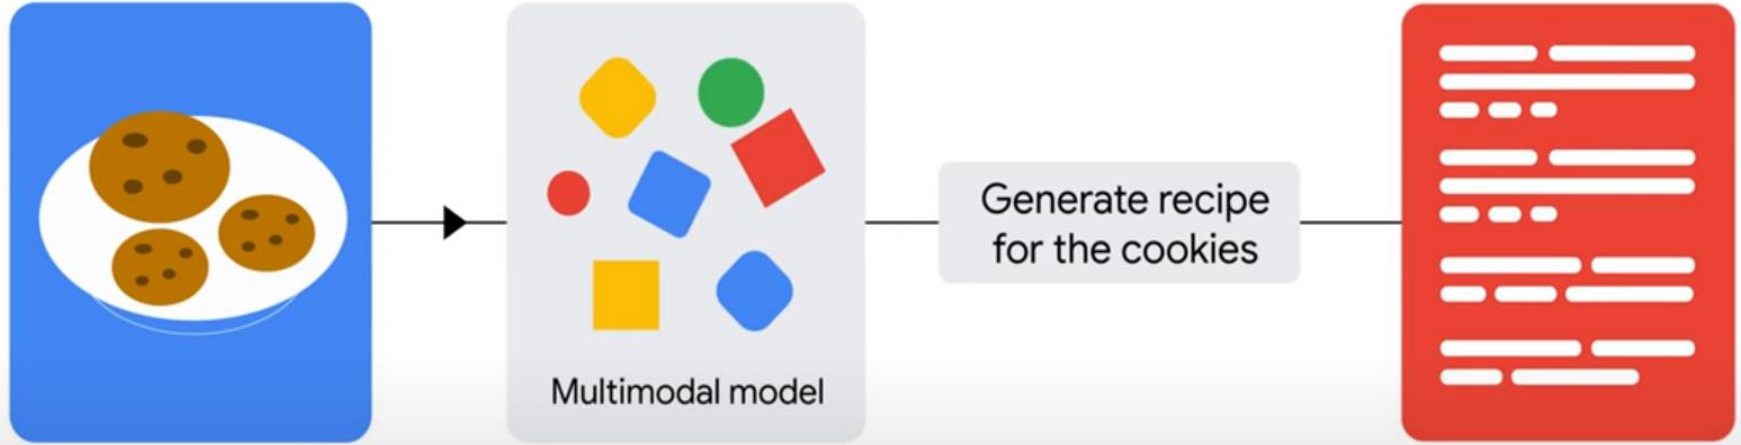 Multimodal model
Generate recipe
for the cookies